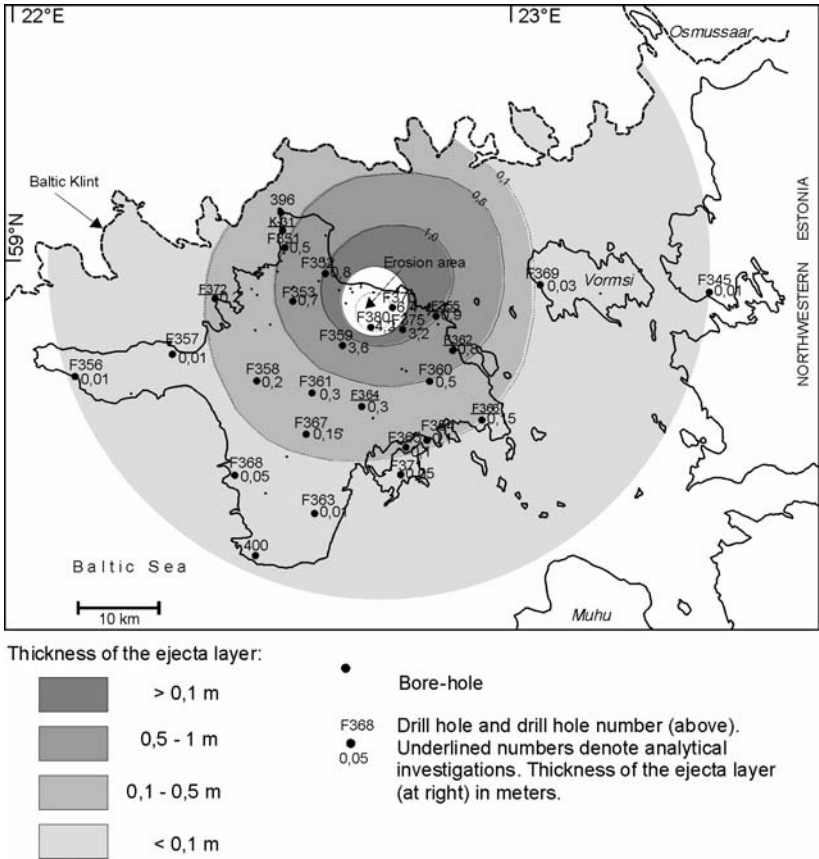 22°E
23°E
Osmussaar
Baltic Klint
59°N
0,1
0,5
1,0
396
K-31
F351
0,5
Erosion area
F352
0,8
F372
F353
0,7
F369
0,03
Vormsi
F345
0,01
NORTHWESTERN ESTONIA
F380
F375
3,2
0,9
F359
3,6
F362
0,8
F357
0,01
F356
0,01
F358
0,2
F361
0,3
F364
0,3
F360
0,5
F367
0,15
0,15
F368
0,05
F371
F363
0,01
400
Baltic Sea
10 km
Muhu
Thickness of the ejecta layer:
> 0,1 m
0,5 - 1 m
0,1 - 0,5 m
< 0,1 m
Bore-hole
F368
0,05
Drill hole and drill hole number (above).
Underlined numbers denote analytical
investigations. Thickness of the ejecta layer
(at right) in meters.